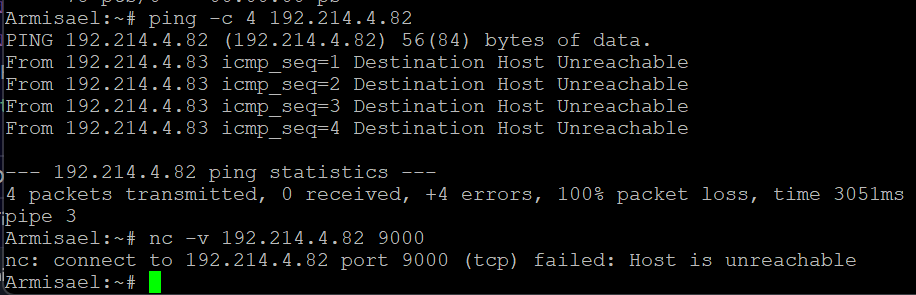 Armisael:~# ping -c 4 192.214.4.82
PING 192.214.4.82 (192.214.4.82) 56(84) bytes of data.
From 192.214.4.83 icmp_seq=1 Destination Host Unreachable
From 192.214.4.83 icmp_seq=2 Destination Host Unreachable
From 192.214.4.83 icmp_seq=3 Destination Host Unreachable
From 192.214.4.83 icmp_seq=4 Destination Host Unreachable
--- 192.214.4.82 ping statistics ---
4 packets transmitted, 0 received, +4 errors, 100% packet loss, time 3051ms
pipe 3
Armisael:~# nc -v 192.214.4.82 9000
nc: connect to 192.214.4.82 port 9000 (tcp) failed: Host is unreachable
Armisael:~#